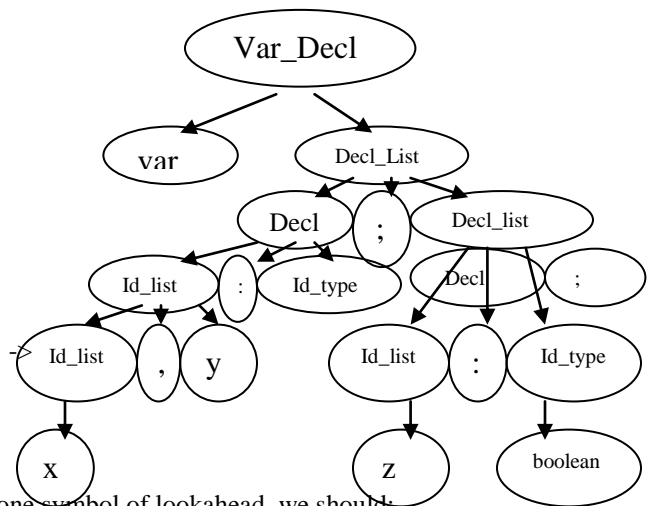 Var_Decl
var
Decl_List
Decl
;
Decl_list
Id_list
:
Id_type
Decl
;
->
Id_list
,
y
Id_list
:
Id_type
x
z
boolean
one symbol of lookahead, we should: